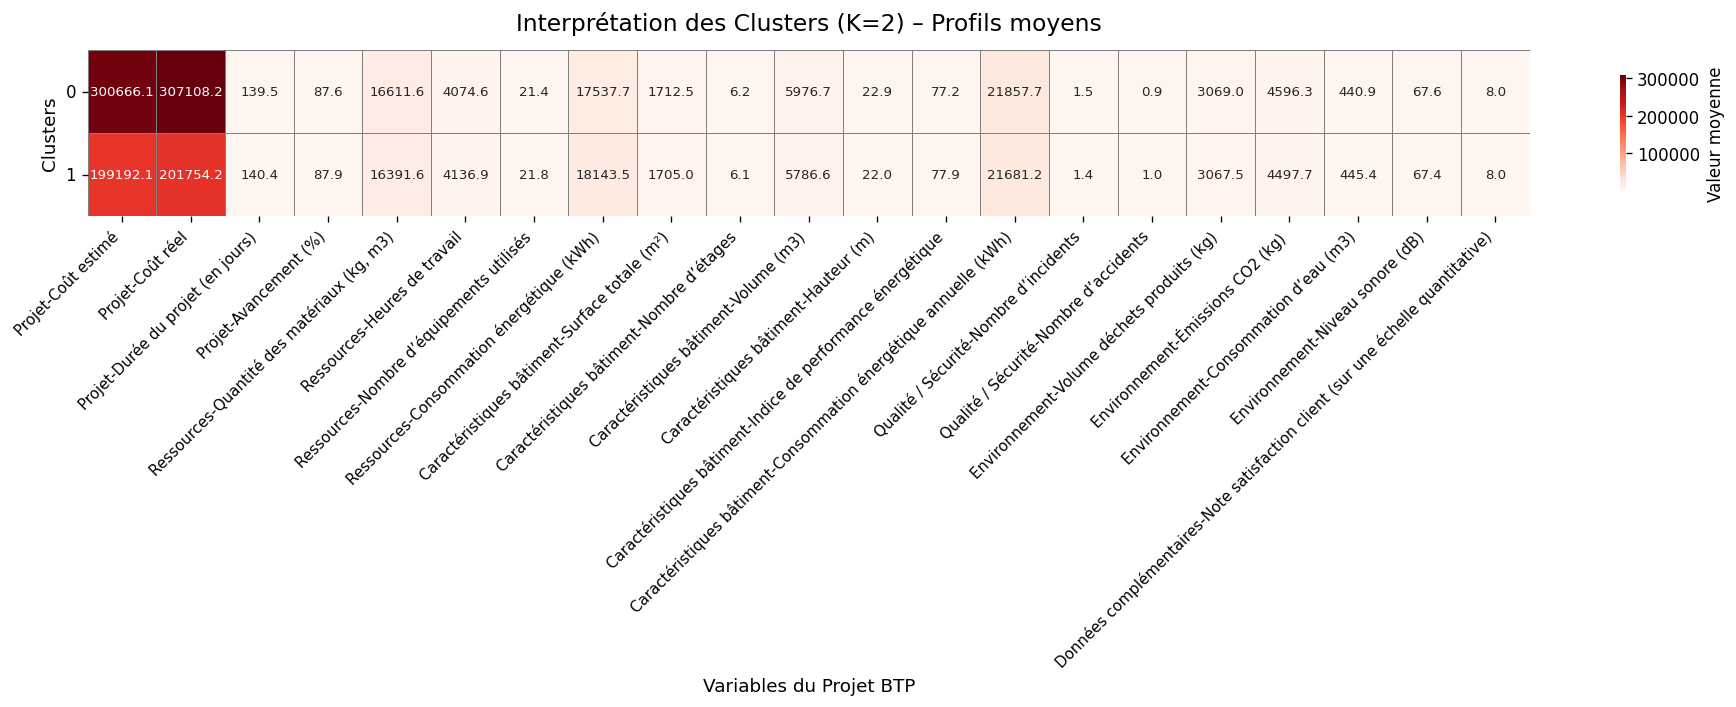 Interprétation des Clusters (K=2) – Profils moyens
Clusters
0
300666.1 307108.2 139.5 87.6 16611.6 4074.6 21.4 17537.7 1712.5 6.2 5976.7 22.9 77.2 21857.7 1.5 0.9 3069.0 4596.3 440.9 67.6 8.0
1
199192.1 201754.2 140.4 87.9 16391.6 4136.9 21.8 18143.5 1705.0 6.1 5786.6 22.0 77.9 21681.2 1.4 1.0 3067.5 4497.7 445.4 67.4 8.0
Projet-Coût estimé
Projet-Coût réel
Projet-Durée du projet (en jours)
Projet-Avancement (%)
Ressources-Quantité des matériaux (kg, m3)
Ressources-Heures de travail
Ressources-Nombre d’équipements utilisés
Ressources-Consommation énergétique (kWh)
Caractéristiques bâtiment-Surface totale (m²)
Caractéristiques bâtiment-Nombre d’étages
Caractéristiques bâtiment-Volume (m3)
Caractéristiques bâtiment-Hauteur (m)
Caractéristiques bâtiment-Indice de performance énergétique
Caractéristiques bâtiment-Consommation énergétique annuelle (kWh)
Qualité / Sécurité-Nombre d’incidents
Qualité / Sécurité-Nombre d’accidents
Environnement-Volume déchets produits (kg)
Environnement-Émissions CO2 (kg)
Environnement-Consommation d’eau (m3)
Environnement-Niveau sonore (dB)
Données complémentaires-Note satisfaction client (sur une échelle quantitative)
Variables du Projet BTP
300000
200000
100000
Valeur moyenne